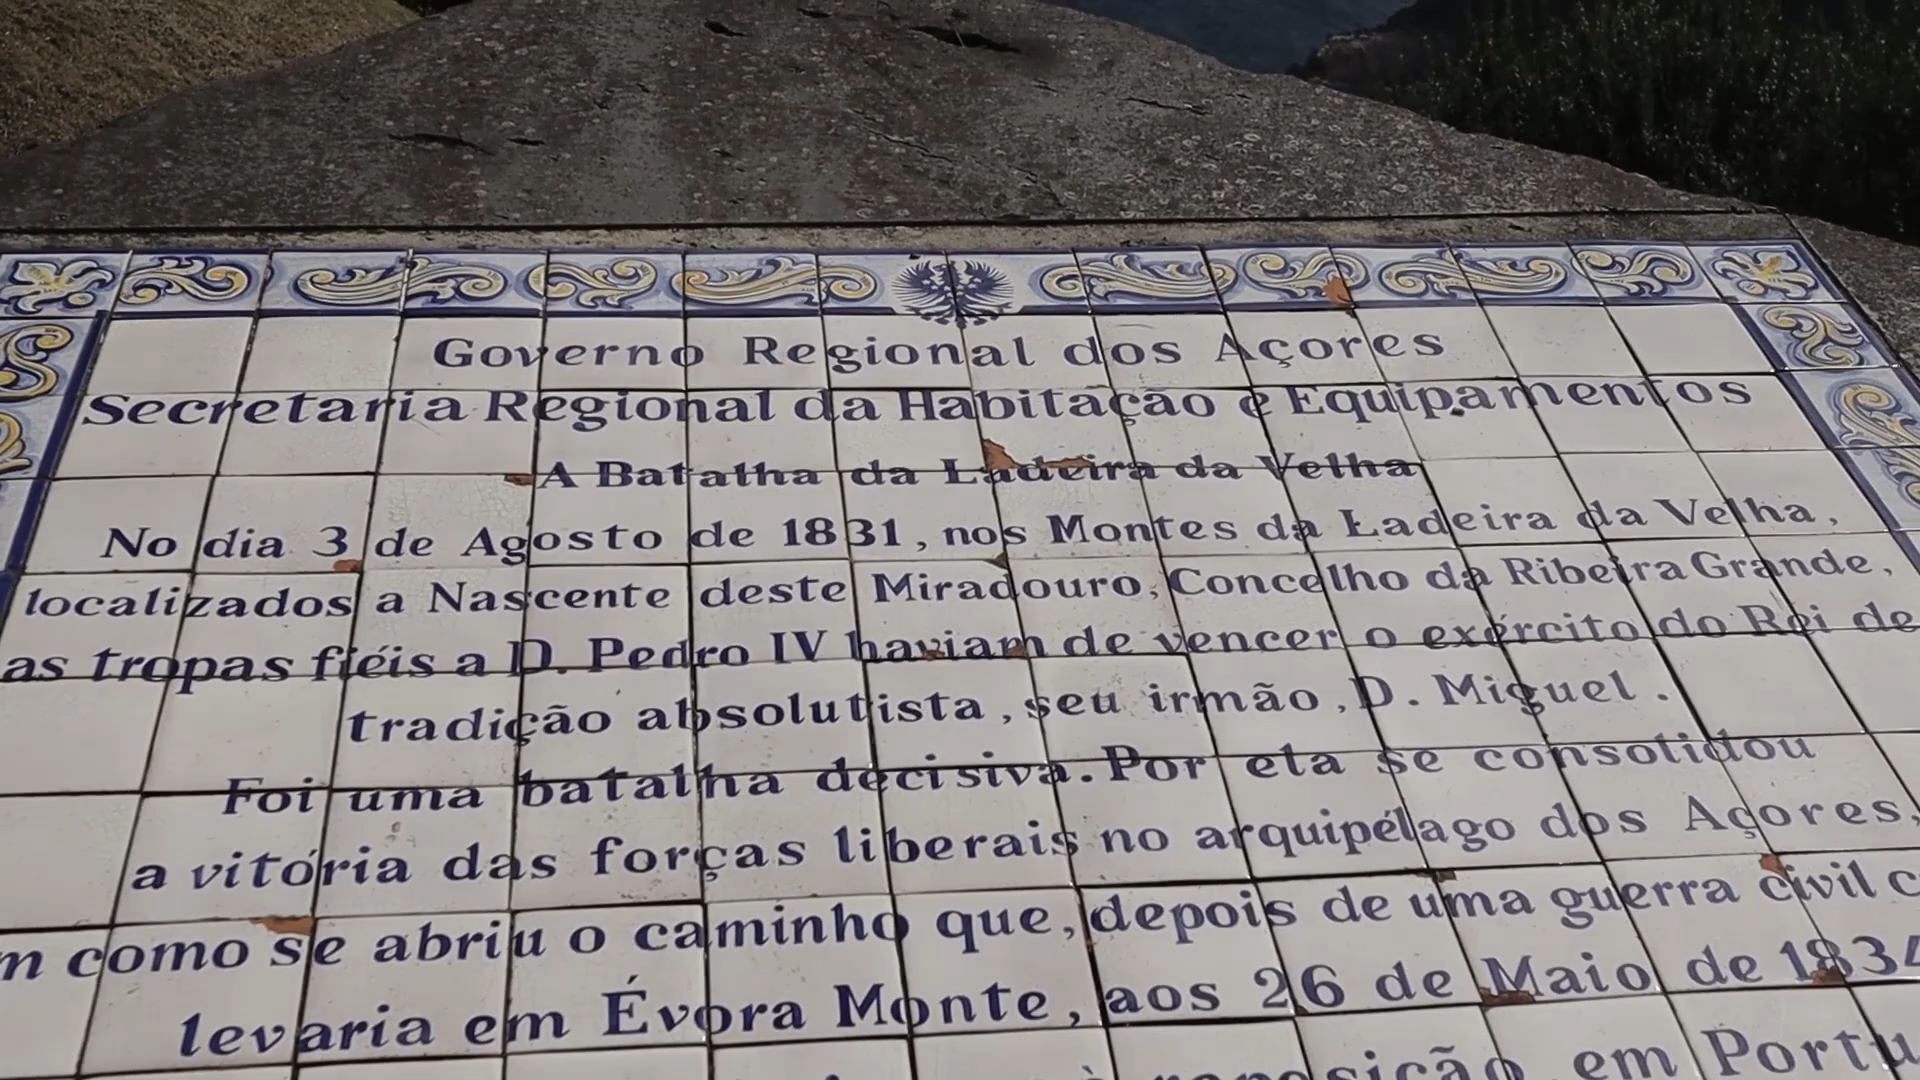 Governo Regional dos Açores
Secretaria Regional da Habitação e Equipamentos
A Batalha da Ladeira da Velha
No dia 3 de Agosto de 1831, nos Montes da Ladeira da Velha,
localizados a Nascente deste Miradouro, Concelho da Ribeira Grande,
as tropas fiéis a D. Pedro IV haviam de vencer o exército do Rei de
tradição absolutista, seu irmão, D. Miguel.
Foi uma batalha decisiva. Por ela se consolidou
a vitória das forças liberais no arquipélago dos Açores,
como se abriu o caminho que, depois de uma guerra civil
levaria em Évora Monte, aos 26 de Maio de 1834
em